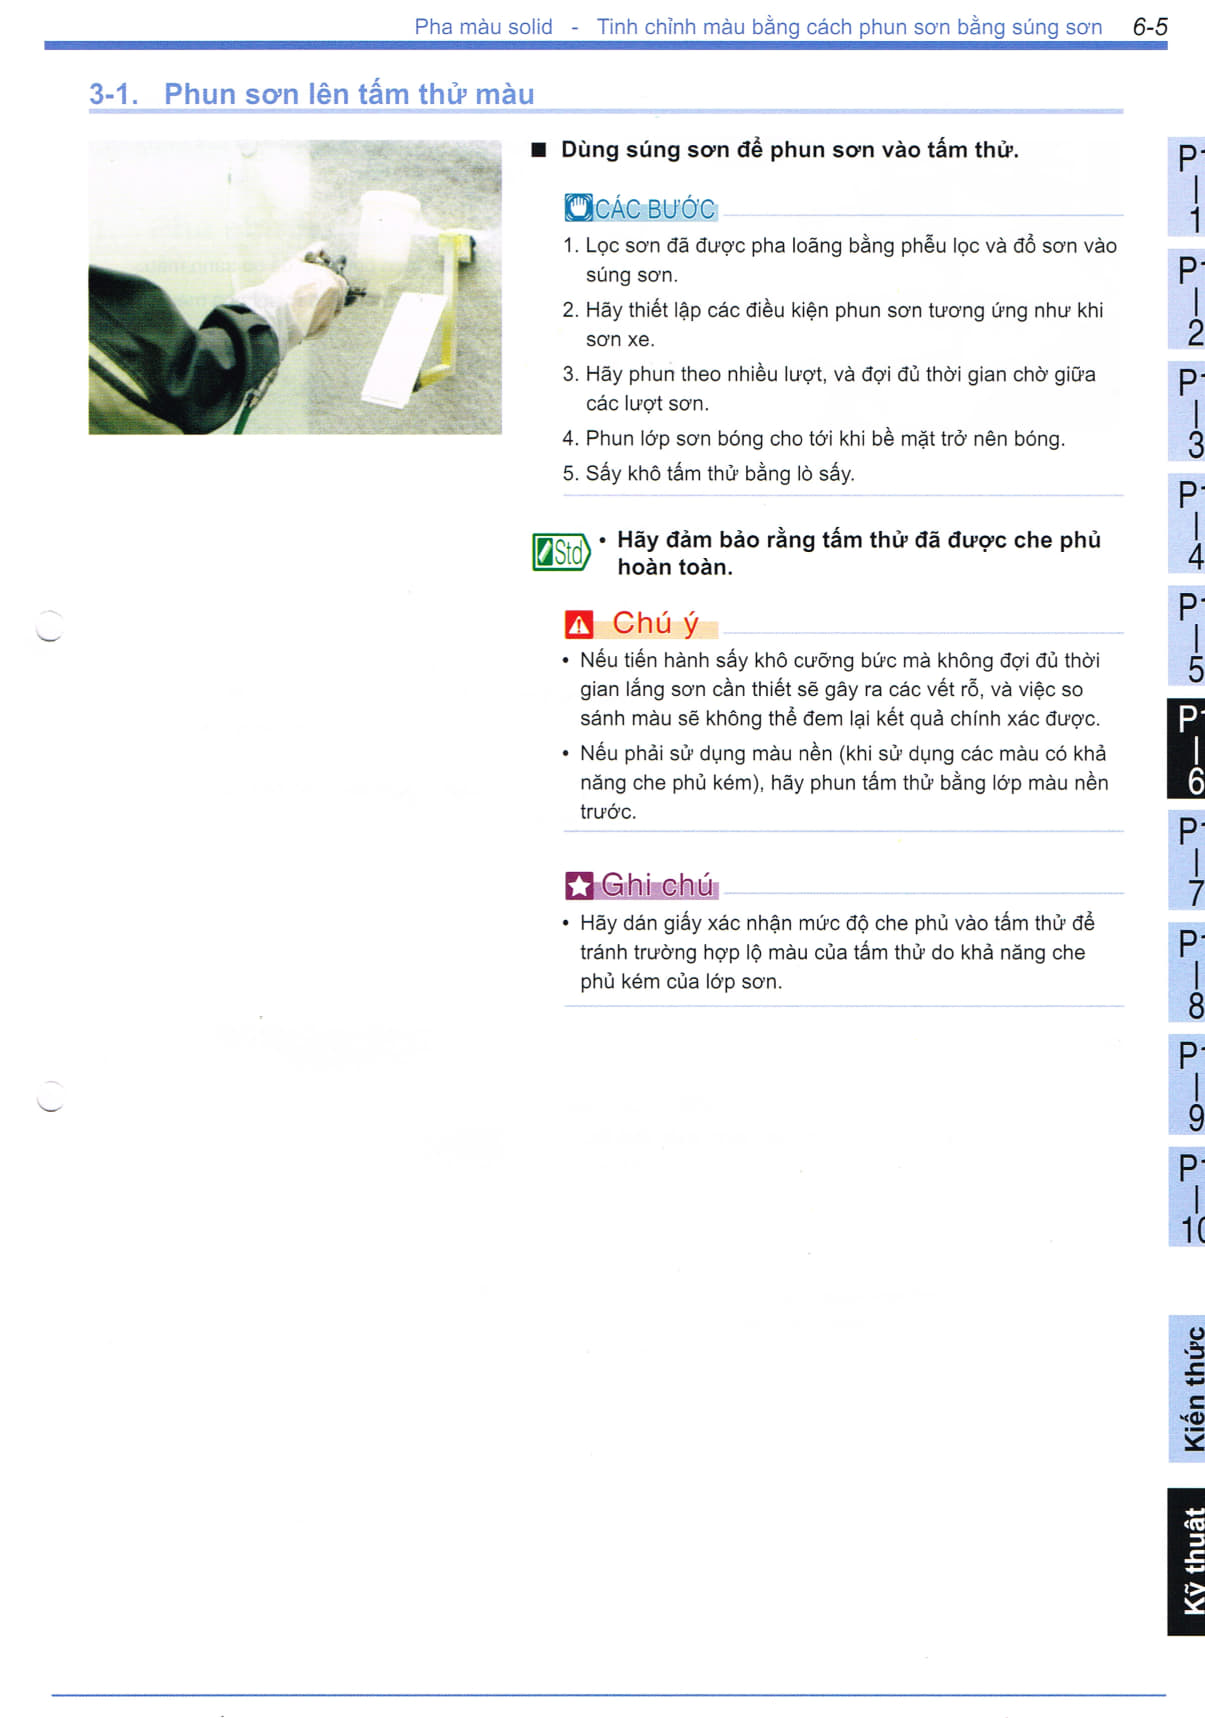 Pha màu solid - Tinh chỉnh màu bằng cách phun sơn bằng súng sơn 6-5
3-1. Phun sơn lên tấm thử màu
■ Dùng súng sơn để phun sơn vào tấm thử.
CÁC BƯỚC
1. Lọc sơn đã được pha loãng bằng phễu lọc và đổ sơn vào
súng sơn.
2. Hãy thiết lập các điều kiện phun sơn tương ứng như khi
sơn xe.
3. Hãy phun theo nhiều lượt, và đợi đủ thời gian chờ giữa
các lượt sơn.
4. Phun lớp sơn bóng cho tới khi bề mặt trở nên bóng.
5. Sấy khô tấm thử bằng lò sấy.
Std
• Hãy đảm bảo rằng tấm thử đã được che phủ
hoàn toàn.
Chú ý
• Nếu tiến hành sấy khô cưỡng bức mà không đợi đủ thời
gian lắng sơn cần thiết sẽ gây ra các vết rỗ, và việc so
sánh màu sẽ không thể đem lại kết quả chính xác được.
• Nếu phải sử dụng màu nền (khi sử dụng các màu có khả
năng che phủ kém), hãy phun tấm thử bằng lớp màu nền
trước.
Ghi chú
• Hãy dán giấy xác nhận mức độ che phủ vào tấm thử để
tránh trường hợp lộ màu của tấm thử do khả năng che
phủ kém của lớp sơn.
P1
|
1
P1
|
2
P1
|
3
P1
|
4
P1
|
5
P1
|
6
P1
|
7
P1
|
8
P1
|
9
P1
|
10
Kiến thức
Kỹ thuật